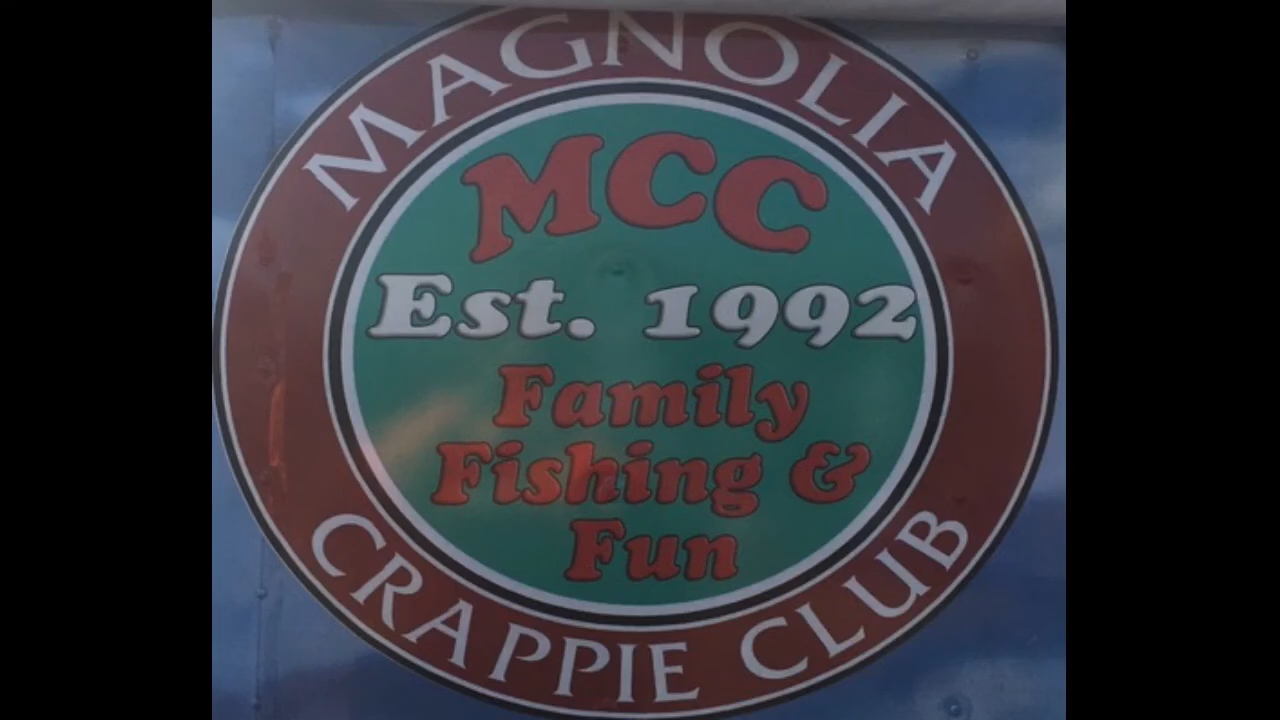 MAGNOLIA
MCC
Est. 1992
Family
Fishing &
Fun
CRAPPIE CLUB